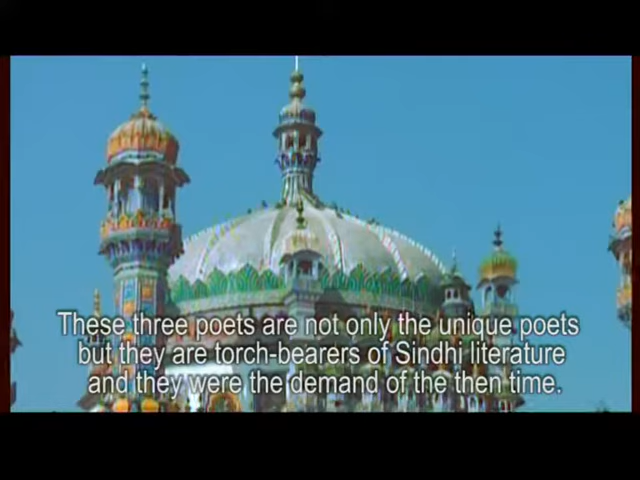 These three poets are not only the unique poets
but they are torch-bearers of Sindhi literature
and they were the demand of the then time.